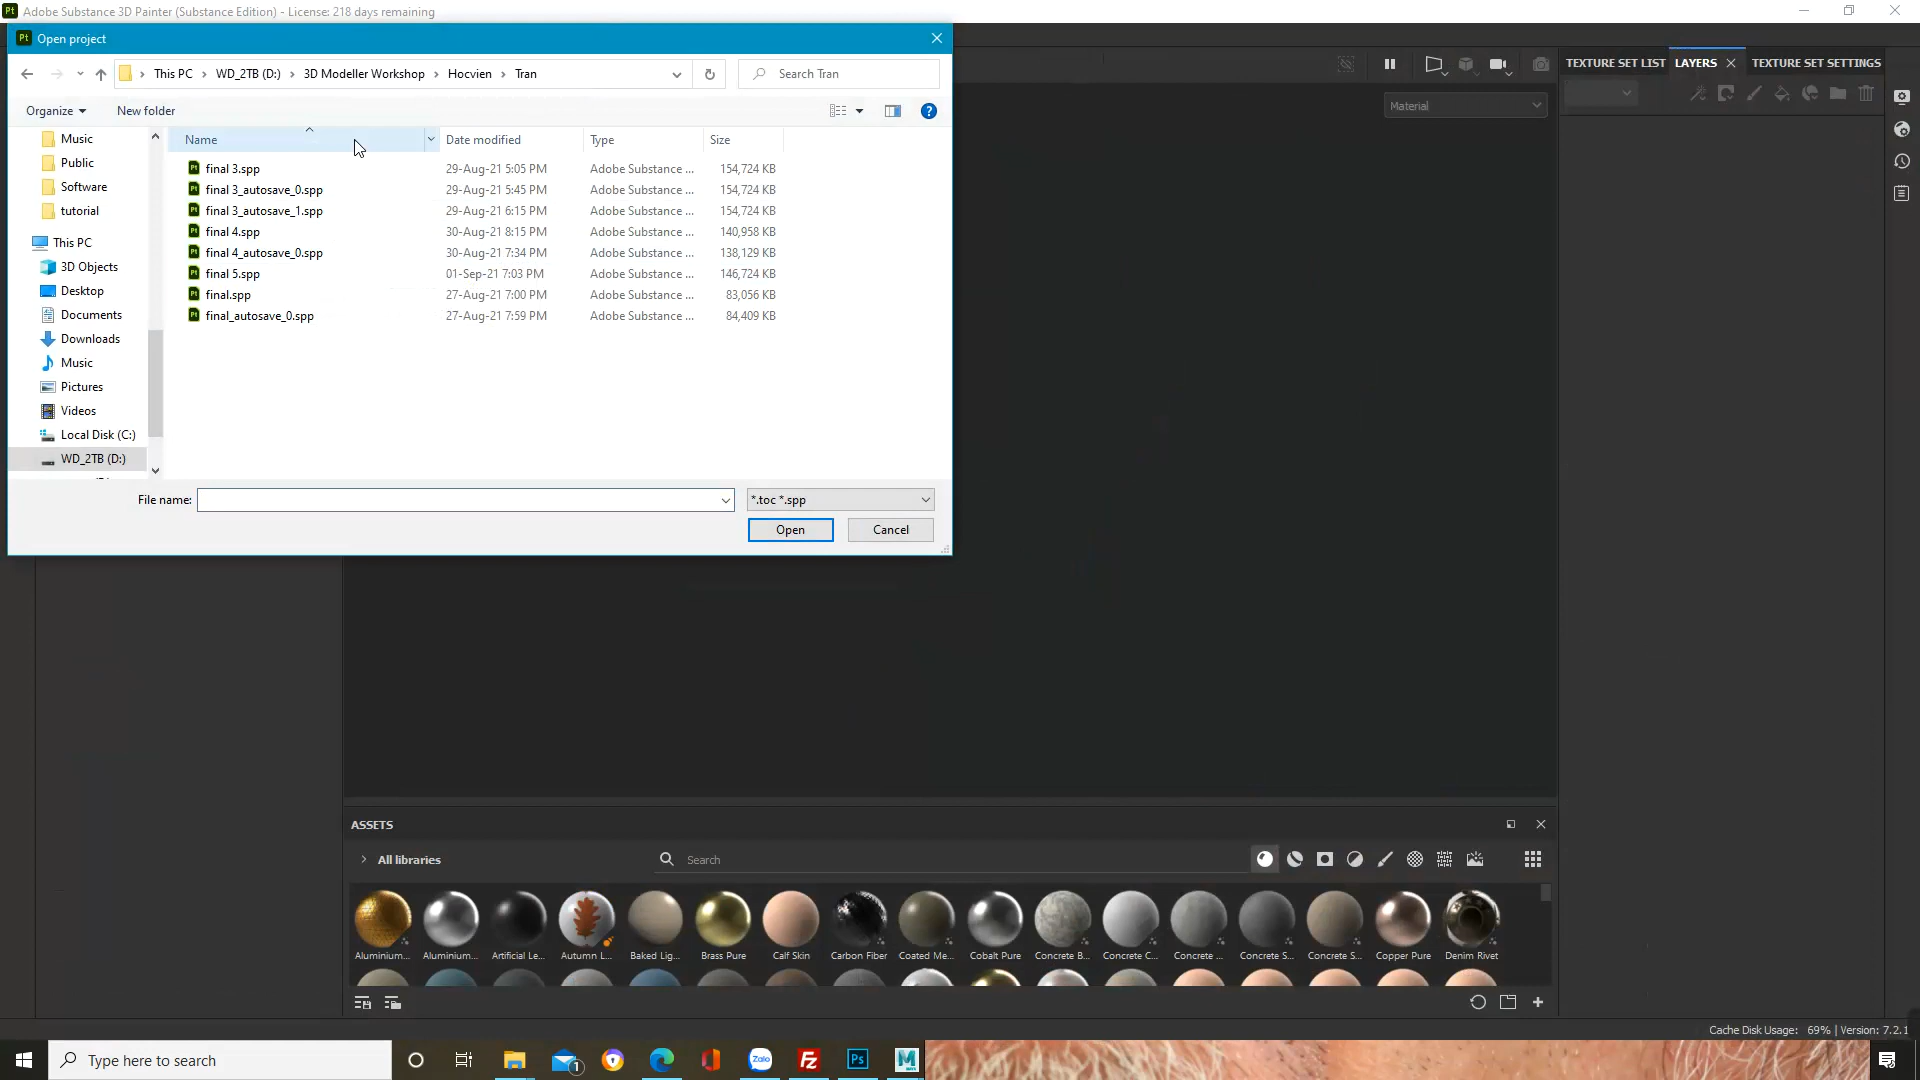 Pt Adobe Substance 3D Painter (Substance Edition) - License: 218 days remaining
Pt Open project
This PC > WD_2TB (D:) > 3D Modeller Workshop > Hocvien > Tran
Search Tran
Organize
New folder
Name
Date modified
Type
Size
final 3.spp 29-Aug-21 5:05 PM Adobe Substance ... 154,724 KB
final 3_autosave_0.spp 29-Aug-21 5:45 PM Adobe Substance ... 154,724 KB
final 3_autosave_1.spp 29-Aug-21 6:15 PM Adobe Substance ... 154,724 KB
final 4.spp 30-Aug-21 8:15 PM Adobe Substance ... 140,958 KB
final 4_autosave_0.spp 30-Aug-21 7:34 PM Adobe Substance ... 138,129 KB
final 5.spp 01-Sep-21 7:03 PM Adobe Substance ... 146,724 KB
final.spp 27-Aug-21 7:00 PM Adobe Substance ... 83,056 KB
final_autosave_0.spp 27-Aug-21 7:59 PM Adobe Substance ... 84,409 KB
Music
Public
Software
tutorial
This PC
3D Objects
Desktop
Documents
Downloads
Music
Pictures
Videos
Local Disk (C:)
WD_2TB (D:)
File name:
*.toc *.spp
Open
Cancel
Material
TEXTURE SET LIST
LAYERS
TEXTURE SET SETTINGS
ASSETS
All libraries
Search
Aluminium...
Aluminium...
Artificial Le...
Autumn L...
Baked Lig...
Brass Pure
Calf Skin
Carbon Fiber
Coated Me...
Cobalt Pure
Concrete B...
Concrete C...
Concrete ...
Concrete S...
Concrete S...
Copper Pure
Denim Rivet
Cache Disk Usage: 69% | Version: 7.2.1
Type here to search
1
Zalo
Fz
Ps
M